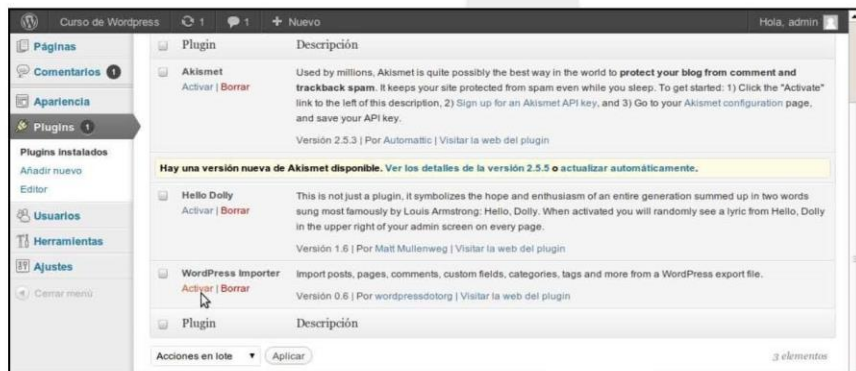 Curso de Wordpress 1 1 + Nuevo Hola, admin
Páginas
Comentarios 1
Apariencia
Plugins 1
Plugins instalados
Añadir nuevo
Editor
Usuarios
Herramientas
Ajustes
Cerrar menú
Plugin Descripción
Akismet
Activar | Borrar
Used by millions, Akismet is quite possibly the best way in the world to protect your blog from comment and
trackback spam. It keeps your site protected from spam even while you sleep. To get started: 1) Click the "Activate"
link to the left of this description, 2) Sign up for an Akismet API key, and 3) Go to your Akismet configuration page,
and save your API key.
Versión 2.5.3 | Por Automattic | Visitar la web del plugin
Hay una versión nueva de Akismet disponible. Ver los detalles de la versión 2.5.5 o actualizar automáticamente.
Hello Dolly
Activar | Borrar
This is not just a plugin, it symbolizes the hope and enthusiasm of an entire generation summed up in two words
sung most famously by Louis Armstrong: Hello, Dolly. When activated you will randomly see a lyric from Hello, Dolly
in the upper right of your admin screen on every page.
Versión 1.6 | Por Matt Mullenweg | Visitar la web del plugin
WordPress Importer
Activar | Borrar
Import posts, pages, comments, custom fields, categories, tags and more from a WordPress export file.
Versión 0.6 | Por wordpressdotorg | Visitar la web del plugin
Plugin Descripción
Acciones en lote Aplicar 3 elementos